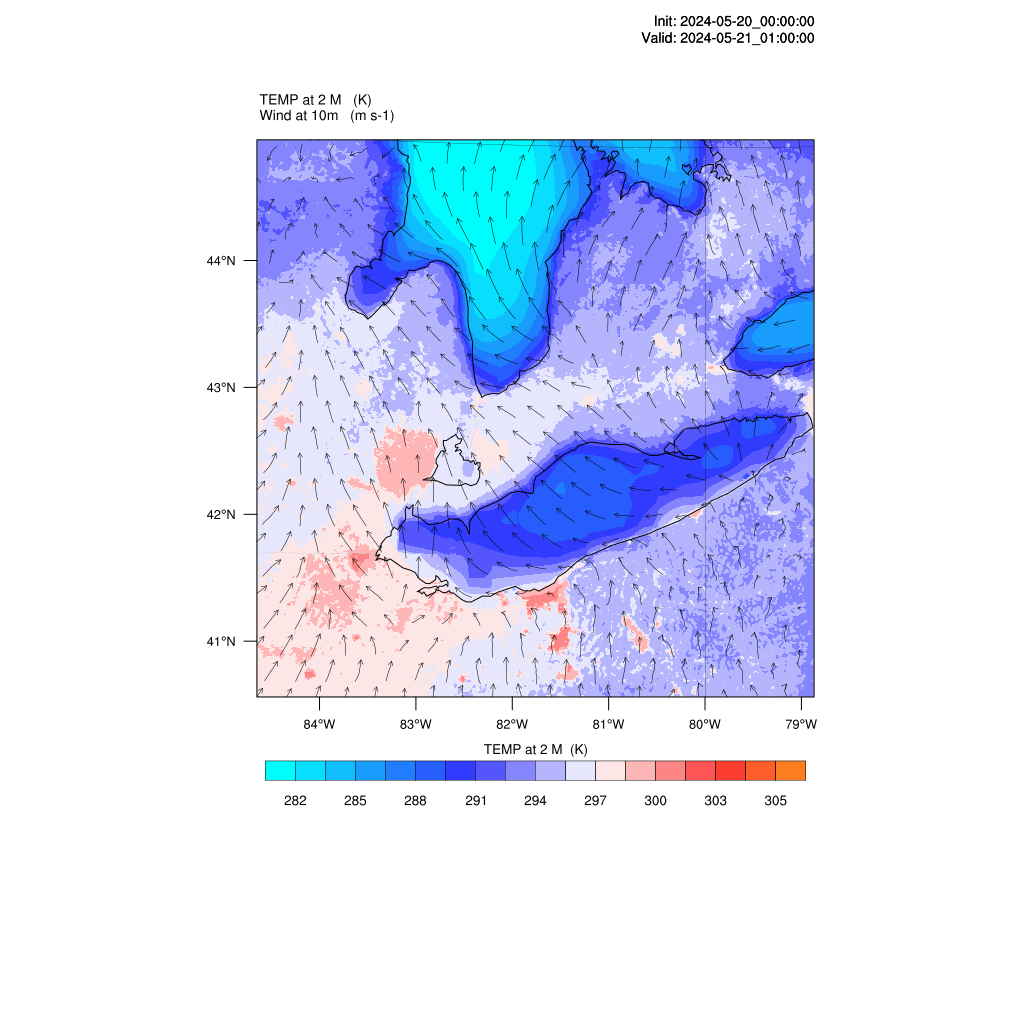 Init: 2024-05-20_00:00:00
Valid: 2024-05-21_01:00:00
TEMP at 2 M (K)
Wind at 10m (m s-1)
44°N
43°N
42°N
41°N
84°W 83°W 82°W 81°W 80°W 79°W
TEMP at 2 M (K)
282 285 288 291 294 297 300 303 305